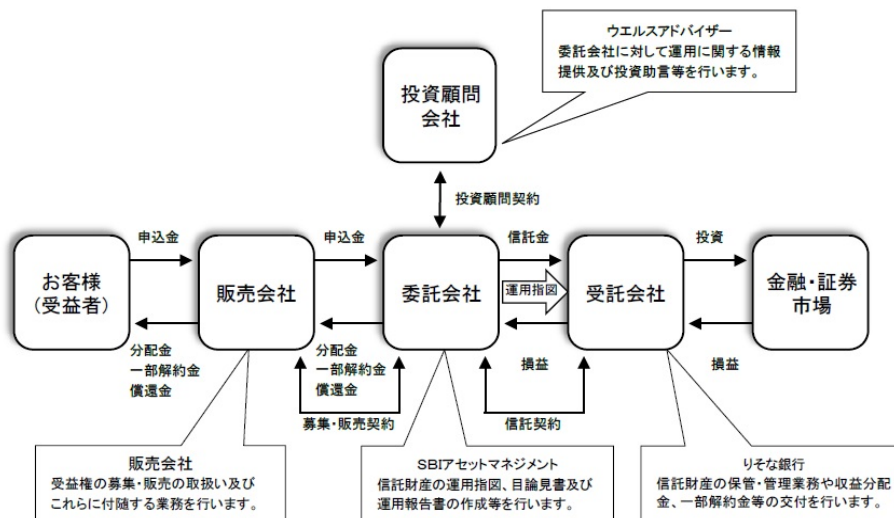 ウエルスアドバイザー
委託会社に対して運用に関する情報
提供及び投資助言等を行います。
投資顧問
会社
投資顧問契約
申込金
申込金
信託金
投資
お客様
(受益者)
販売会社
委託会社
運用指図
受託会社
金融・証券
市場
分配金
一部解約金
償還金
分配金
一部解約金
償還金
損益
損益
募集・販売契約
信託契約
販売会社
受益権の募集・販売の取扱い及び
これらに付随する業務を行います。
SBIアセットマネジメント
信託財産の運用指図、目論見書及び
運用報告書の作成等を行います。
りそな銀行
信託財産の保管・管理業務や収益分配
金、一部解約金等の交付を行います。